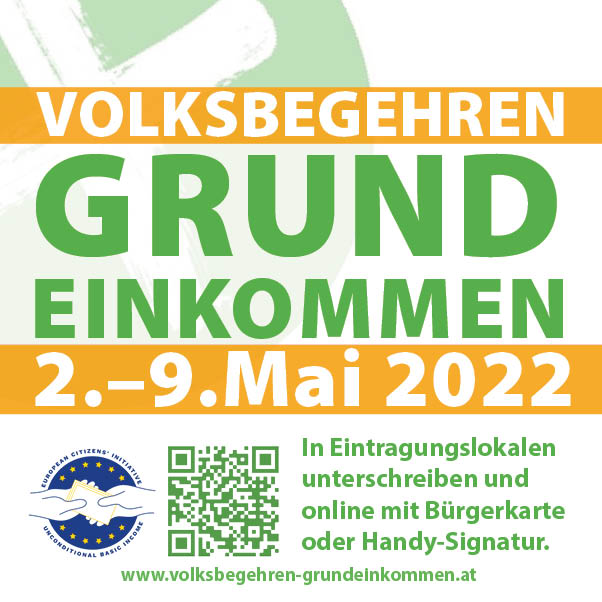 VOLKSBEGEHREN
GRUND
EINKOMMEN
2.–9.Mai 2022
EUROPEAN CITIZENS' INITIATIVE
UNCONDITIONAL BASIC INCOME
In Eintragungslokalen
unterschreiben und
online mit Bürgerkarte
oder Handy-Signatur.
www.volksbegehren-grundeinkommen.at